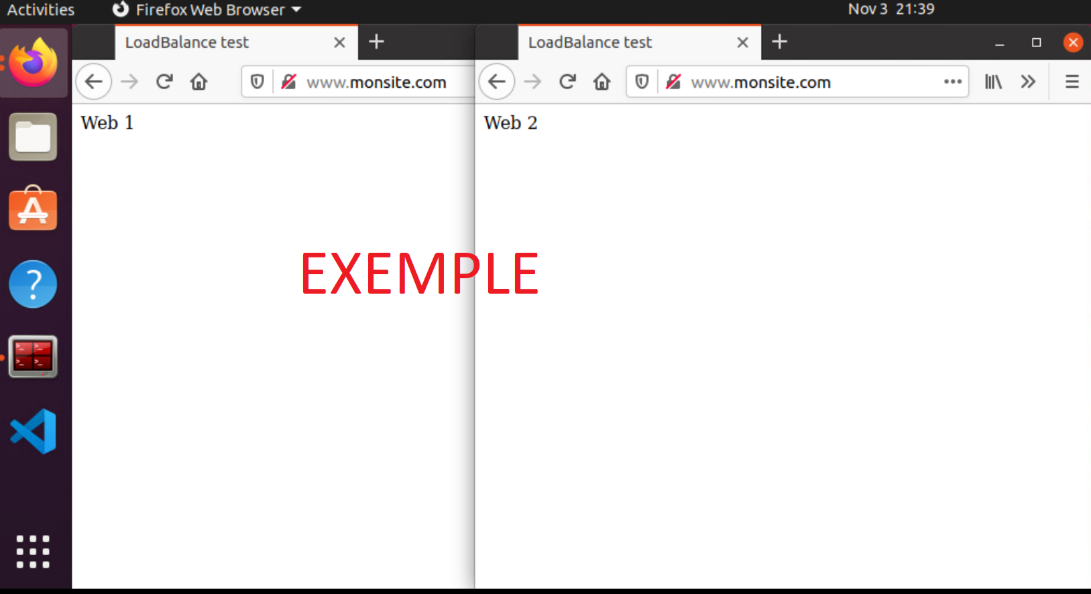 Activities
Firefox Web Browser
Nov 3 21:39
LoadBalance test
LoadBalance test
www.monsite.com
www.monsite.com
Web 1
Web 2
EXEMPLE